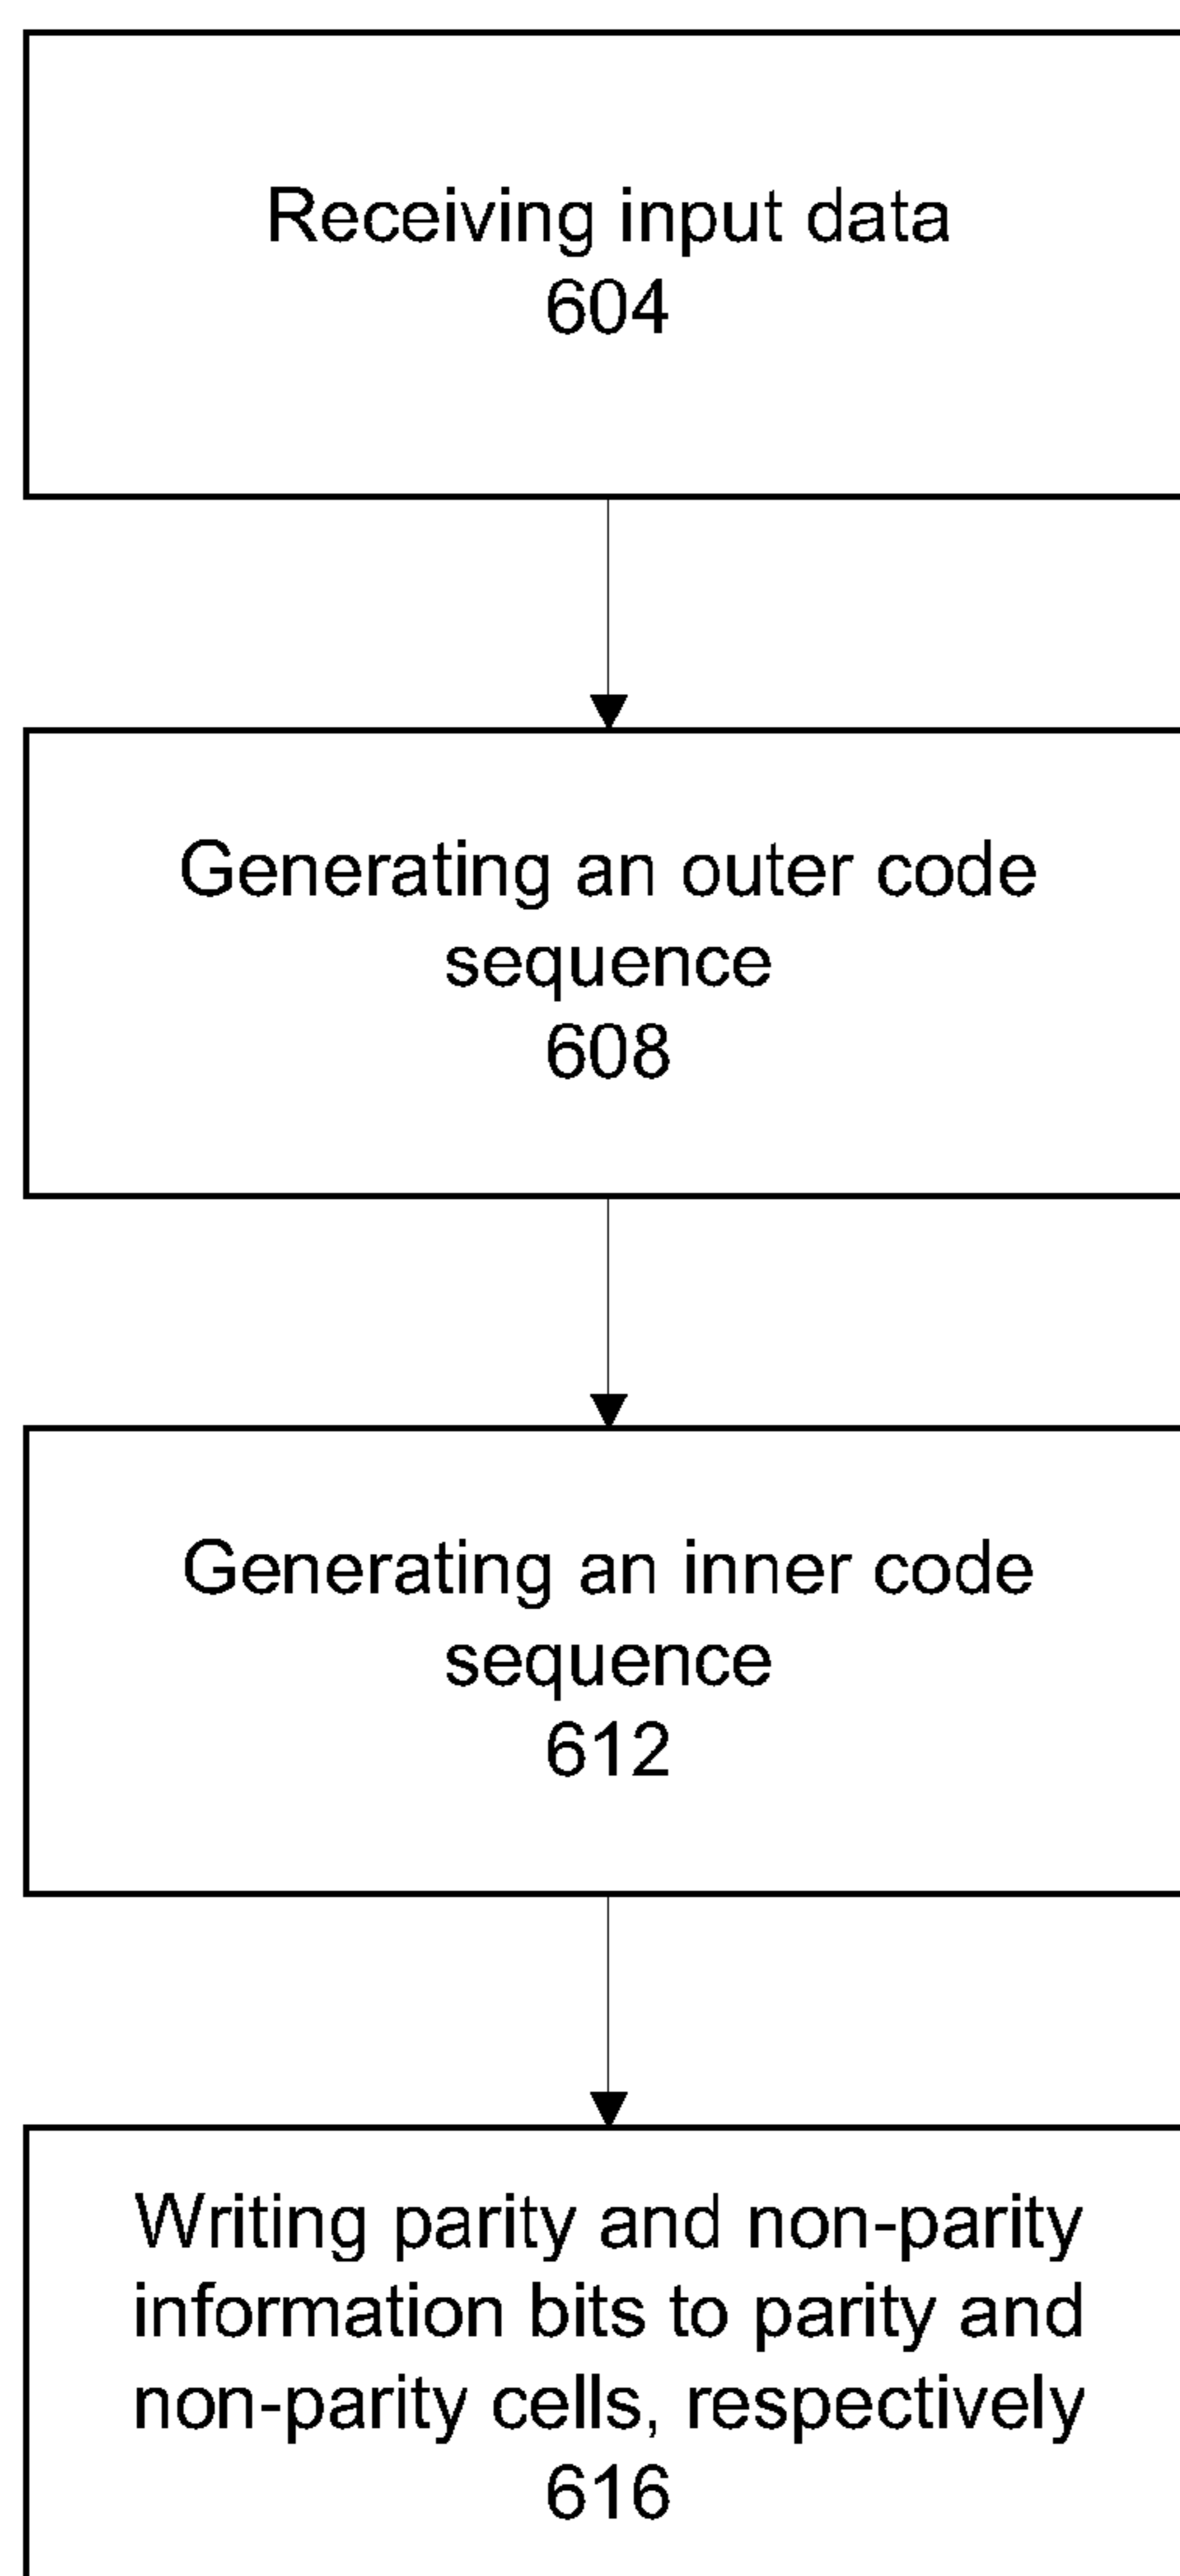 Receiving input data
604
Generating an outer code
sequence
608
Generating an inner code
sequence
612
Writing parity and non-parity
information bits to parity and
non-parity cells, respectively
616